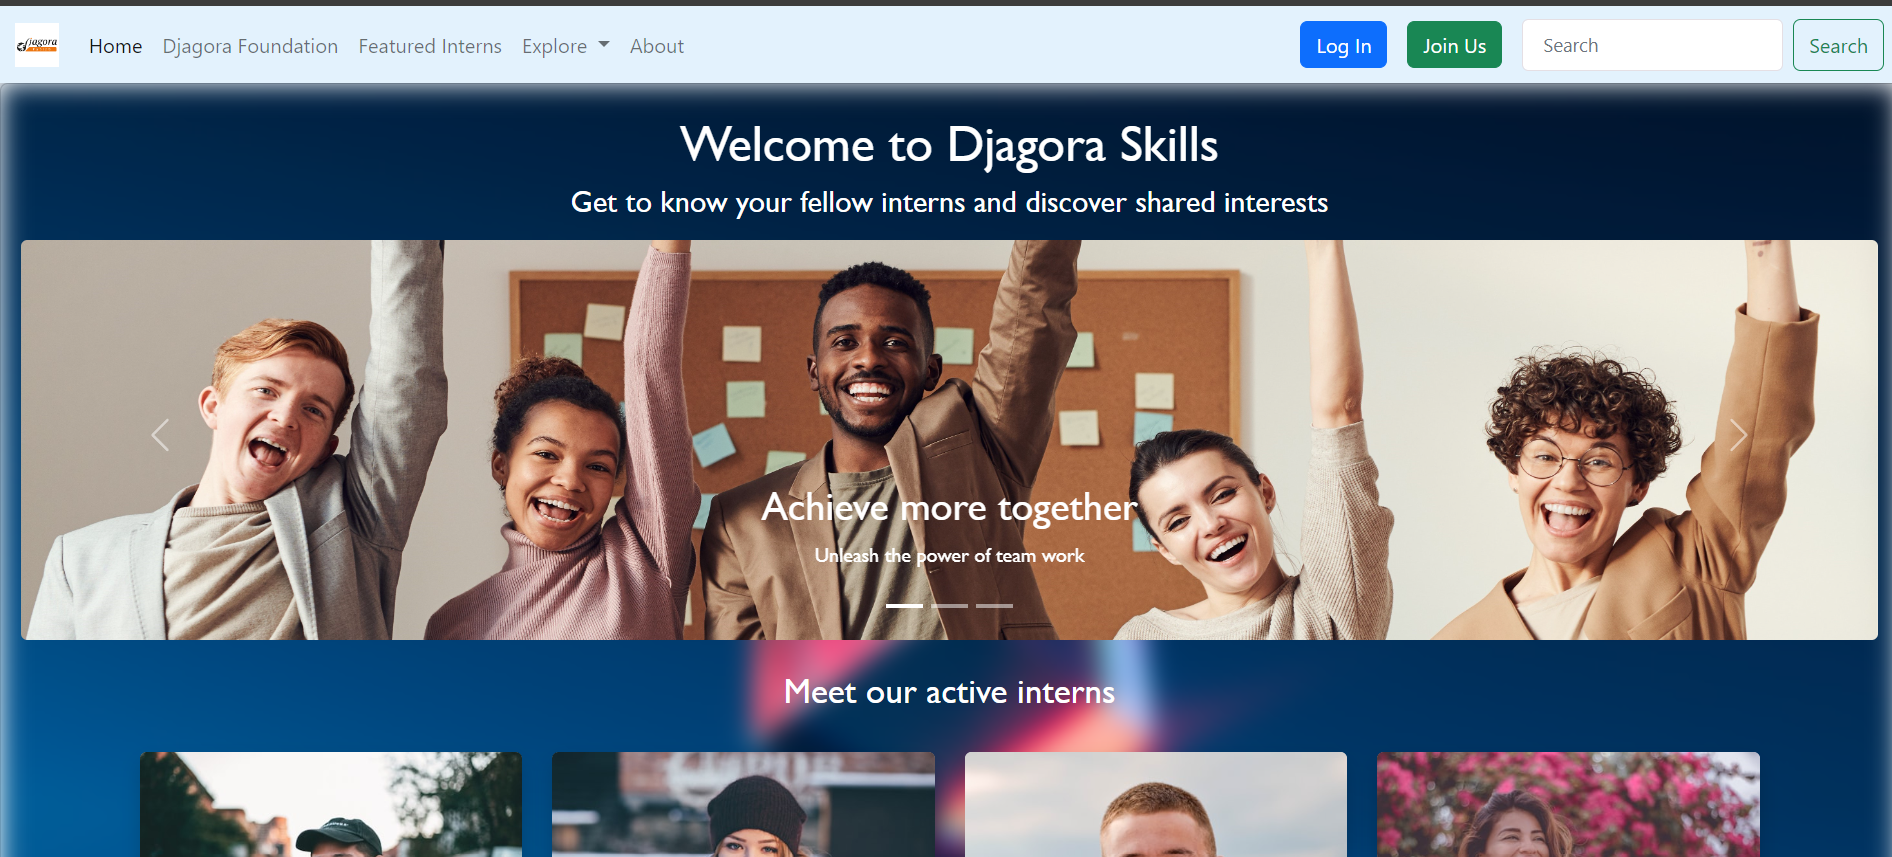 djagora
Home
Djagora Foundation
Featured Interns
Explore
About
Log In
Join Us
Search
Search
Welcome to Djagora Skills
Get to know your fellow interns and discover shared interests
Achieve more together
Unleash the power of team work
Meet our active interns